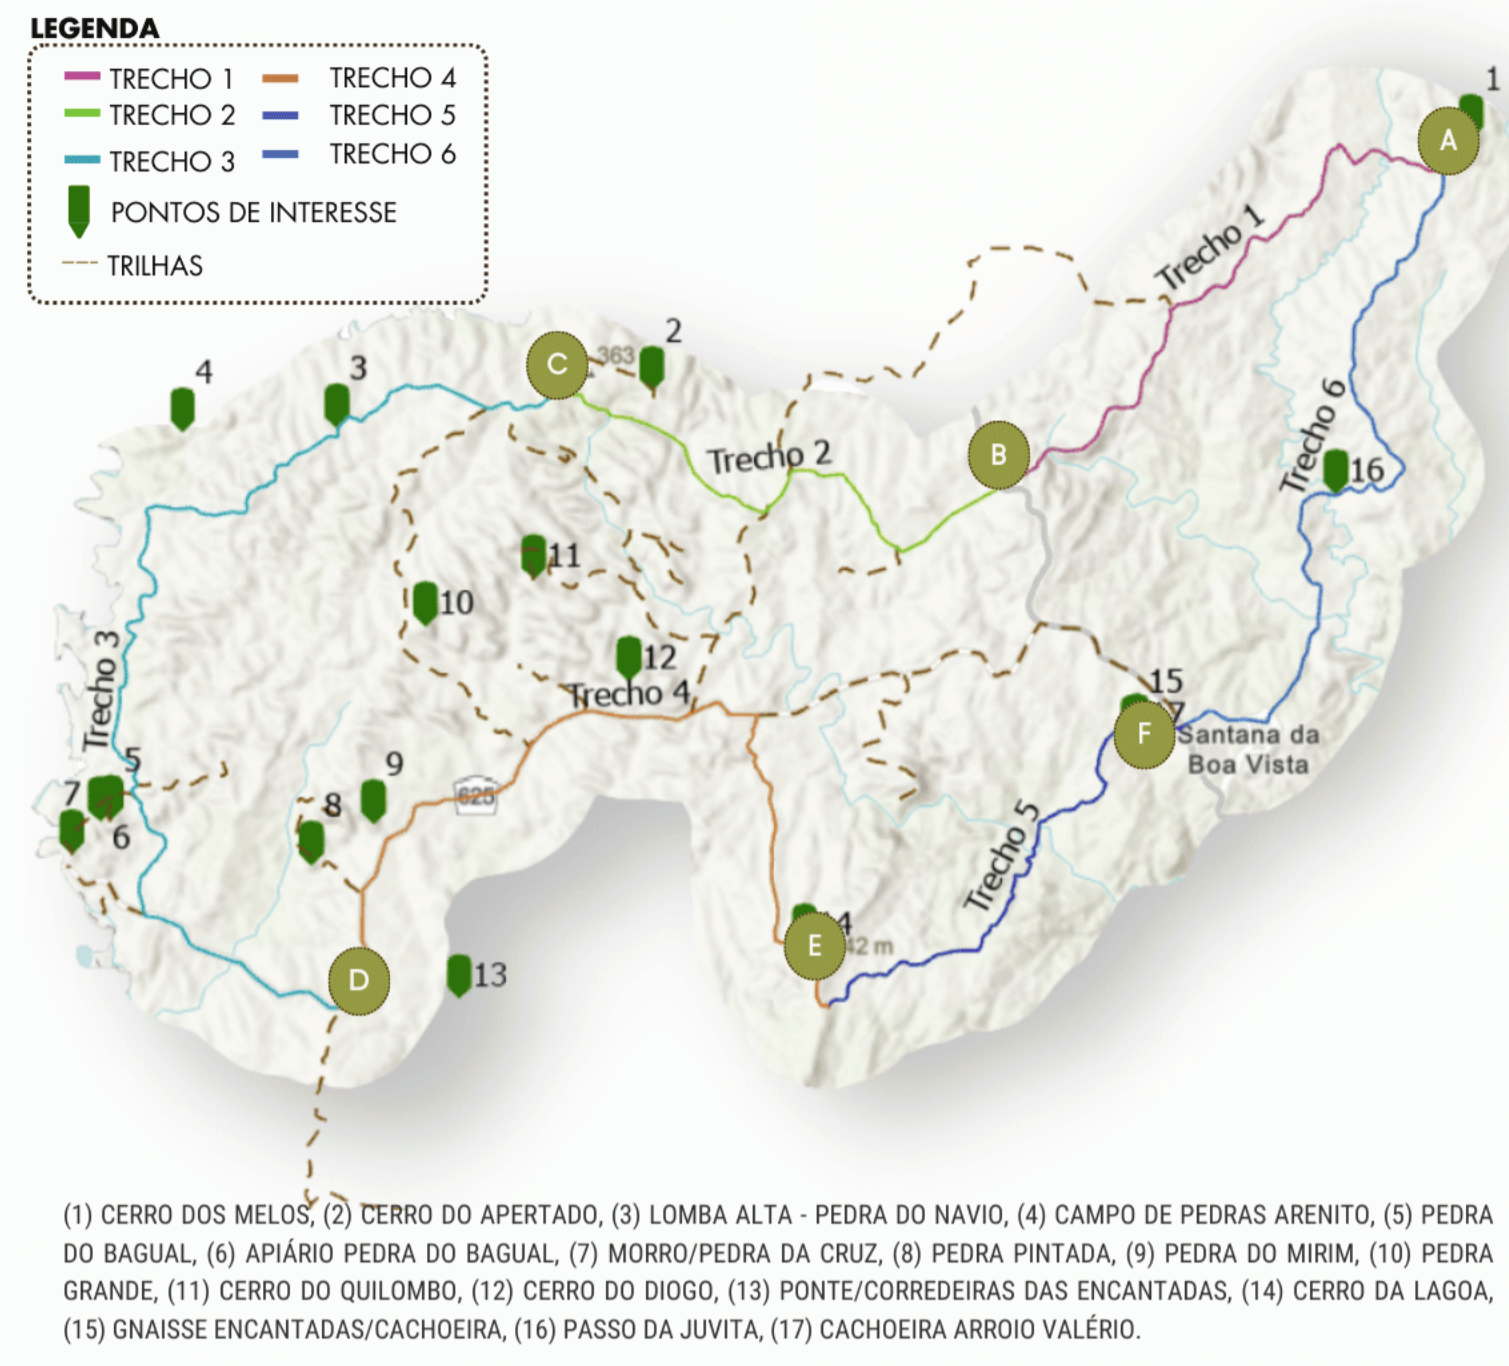 LEGENDA
TRECHO 1 TRECHO 4
TRECHO 2 TRECHO 5
TRECHO 3 TRECHO 6
PONTOS DE INTERESSE
TRILHAS
1
A
Trecho 1
2
363
C
3
4
Trecho 2
B
Trecho 6
16
11
10
12
Trecho 4
Trecho 3
15
7
F
Santana da
Boa Vista
5
7
6
9
8
625
Trecho 5
4
E
42 m
D
13
(1) CERRO DOS MELOS, (2) CERRO DO APERTADO, (3) LOMBA ALTA - PEDRA DO NAVIO, (4) CAMPO DE PEDRAS ARENITO, (5) PEDRA
DO BAGUAL, (6) APIÁRIO PEDRA DO BAGUAL, (7) MORRO/PEDRA DA CRUZ, (8) PEDRA PINTADA, (9) PEDRA DO MIRIM, (10) PEDRA
GRANDE, (11) CERRO DO QUILOMBO, (12) CERRO DO DIOGO, (13) PONTE/CORREDEIRAS DAS ENCANTADAS, (14) CERRO DA LAGOA,
(15) GNAISSE ENCANTADAS/CACHOEIRA, (16) PASSO DA JUVITA, (17) CACHOEIRA ARROIO VALÉRIO.